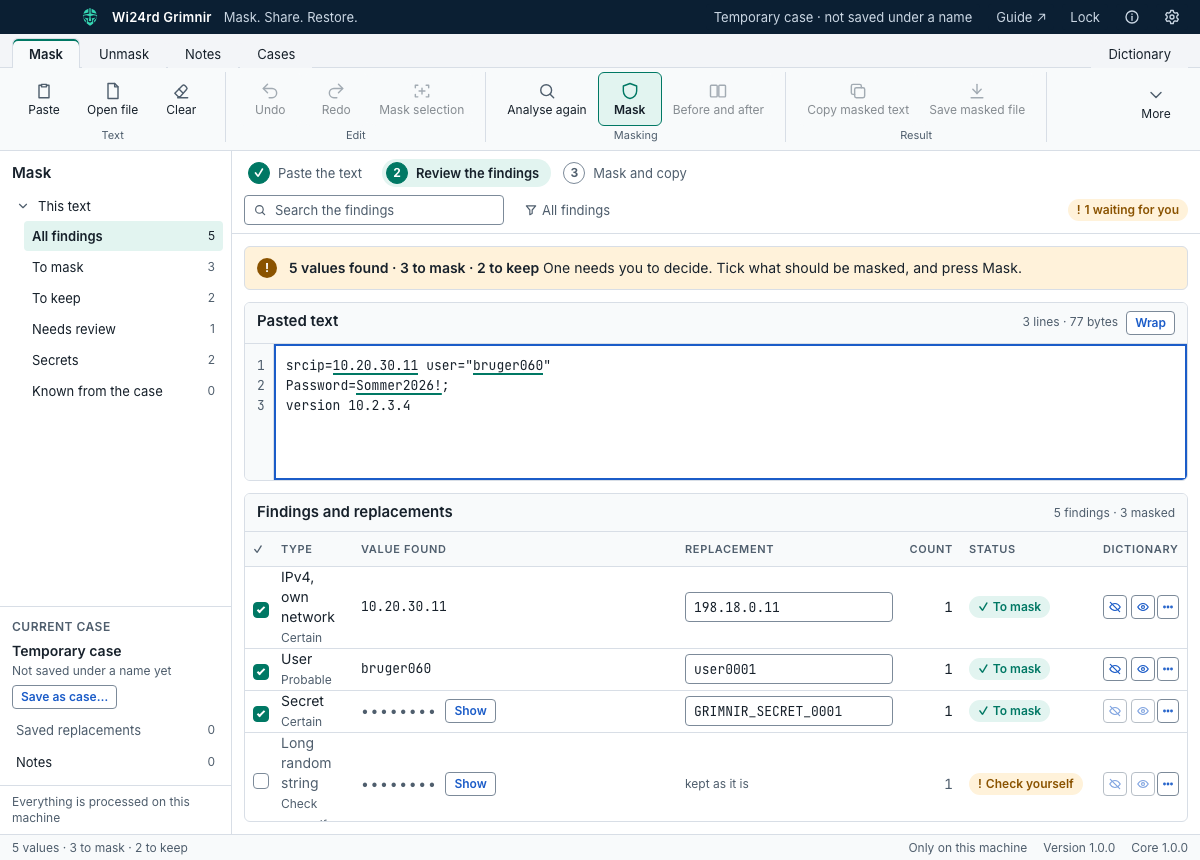 Wi24rd Grimnir Mask. Share. Restore. Temporary case · not saved under a name Guide ↗ Lock
Mask Unmask Notes Cases Dictionary
Paste Open file Clear Undo Redo Mask selection Analyse again Mask Before and after Copy masked text Save masked file More
Text Edit Masking Result
Mask
This text
All findings 5
To mask 3
To keep 2
Needs review 1
Secrets 2
Known from the case 0
CURRENT CASE
Temporary case
Not saved under a name yet
Save as case...
Saved replacements 0
Notes 0
Everything is processed on this
machine
✓ Paste the text 2 Review the findings 3 Mask and copy
Search the findings All findings ! 1 waiting for you
! 5 values found · 3 to mask · 2 to keep One needs you to decide. Tick what should be masked, and press Mask.
Pasted text 3 lines · 77 bytes Wrap
1 srcip=10.20.30.11 user="bruger060"
2 Password=Sommer2026!;
3 version 10.2.3.4
Findings and replacements 5 findings · 3 masked
✓ TYPE VALUE FOUND REPLACEMENT COUNT STATUS DICTIONARY
IPv4, own network Certain 10.20.30.11 198.18.0.11 1 ✓ To mask
User Probable bruger060 user0001 1 ✓ To mask
Secret Certain •••••••• Show GRIMNIR_SECRET_0001 1 ✓ To mask
Long random string Check •••••••• Show kept as it is 1 ! Check yourself
5 values · 3 to mask · 2 to keep Only on this machine Version 1.0.0 Core 1.0.0